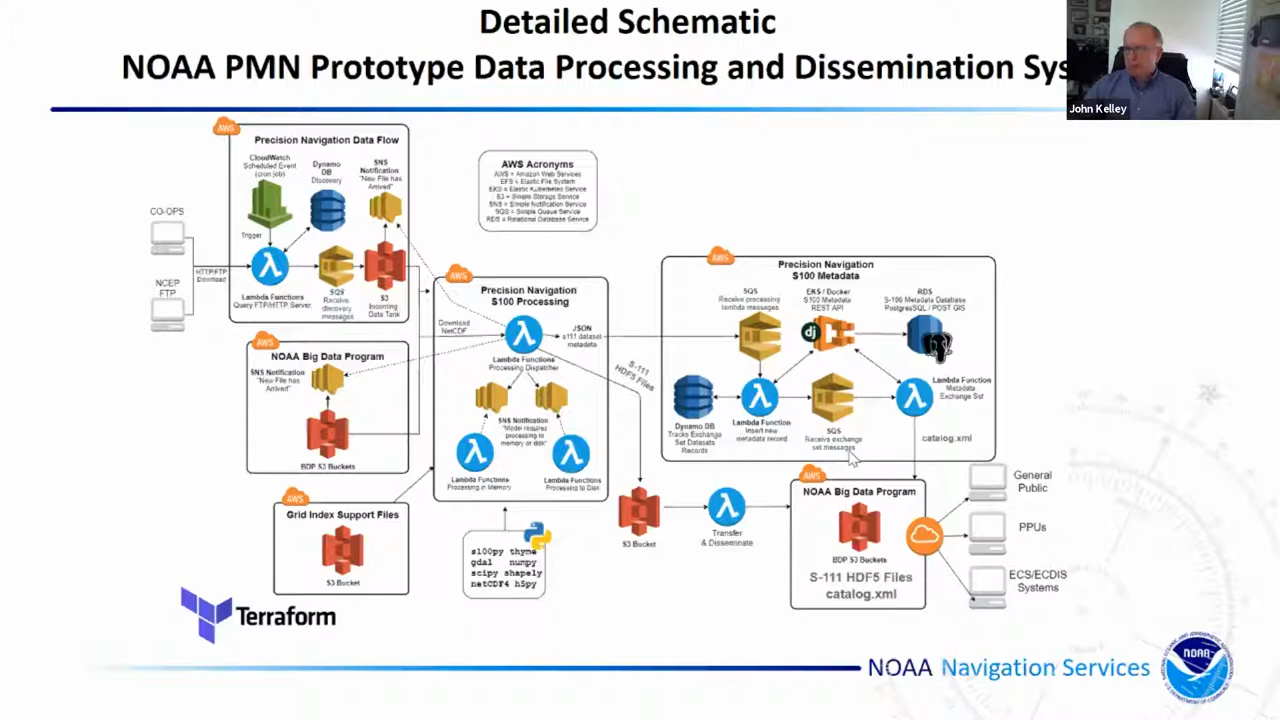 Detailed Schematic
NOAA PMN Prototype Data Processing and Dissemination Sys
John Kelley
AWS
Precision Navigation Data Flow
CloudWatch
Scheduled Event
(cron job)
Dynamo
DB
Discovery
SNS
Notification
"New File has
Arrived"
Trigger
CO-OPS
NCEP
FTP
HTTP/FTP
Download
Lambda Functions
Query FTP/HTTP Server
SQS
Receive
discovery
messages
S3
Incoming
Data Tank
AWS Acronyms
AWS = Amazon Web Services
EFS = Elastic File System
EKS = Elastic Kubernetes Service
S3 = Simple Storage Service
SNS = Simple Notification Service
SQS = Simple Queue Service
RDS = Relational Database Service
AWS
NOAA Big Data Program
SNS Notification
"New File has
Arrived"
BDP S3 Buckets
AWS
Grid Index Support Files
S3 Bucket
Terraform
AWS
Precision Navigation
S100 Processing
Download
NetCDF
Lambda Functions
Processing Dispatcher
SNS Notification
"Model requires
processing to
memory or disk"
Lambda Functions
Processing in Memory
Lambda Functions
Processing to Disk
s100py thyme
gdal numpy
scipy shapely
netCDF4 h5py
JSON
s111 dataset
metadata
S-111
HDF5 Files
S3 Bucket
Transfer
& Disseminate
AWS
Precision Navigation
S100 Metadata
SQS
Receive processing
lambda messages
EKS / Docker
S100 Metadata
REST API
dj
RDS
S-100 Metadata Database
PostgreSQL / POST GIS
Dynamo DB
Tracks Exchange
Set Datasets
Records
Lambda Function
Insert new
metadata record
SQS
Receive exchange
set messages
Lambda Function
Metadata
Exchange Set
catalog.xml
AWS
NOAA Big Data Program
BDP S3 Buckets
S-111 HDF5 Files
catalog.xml
General
Public
PPUs
ECS/ECDIS
Systems
NOAA Navigation Services
NOAA